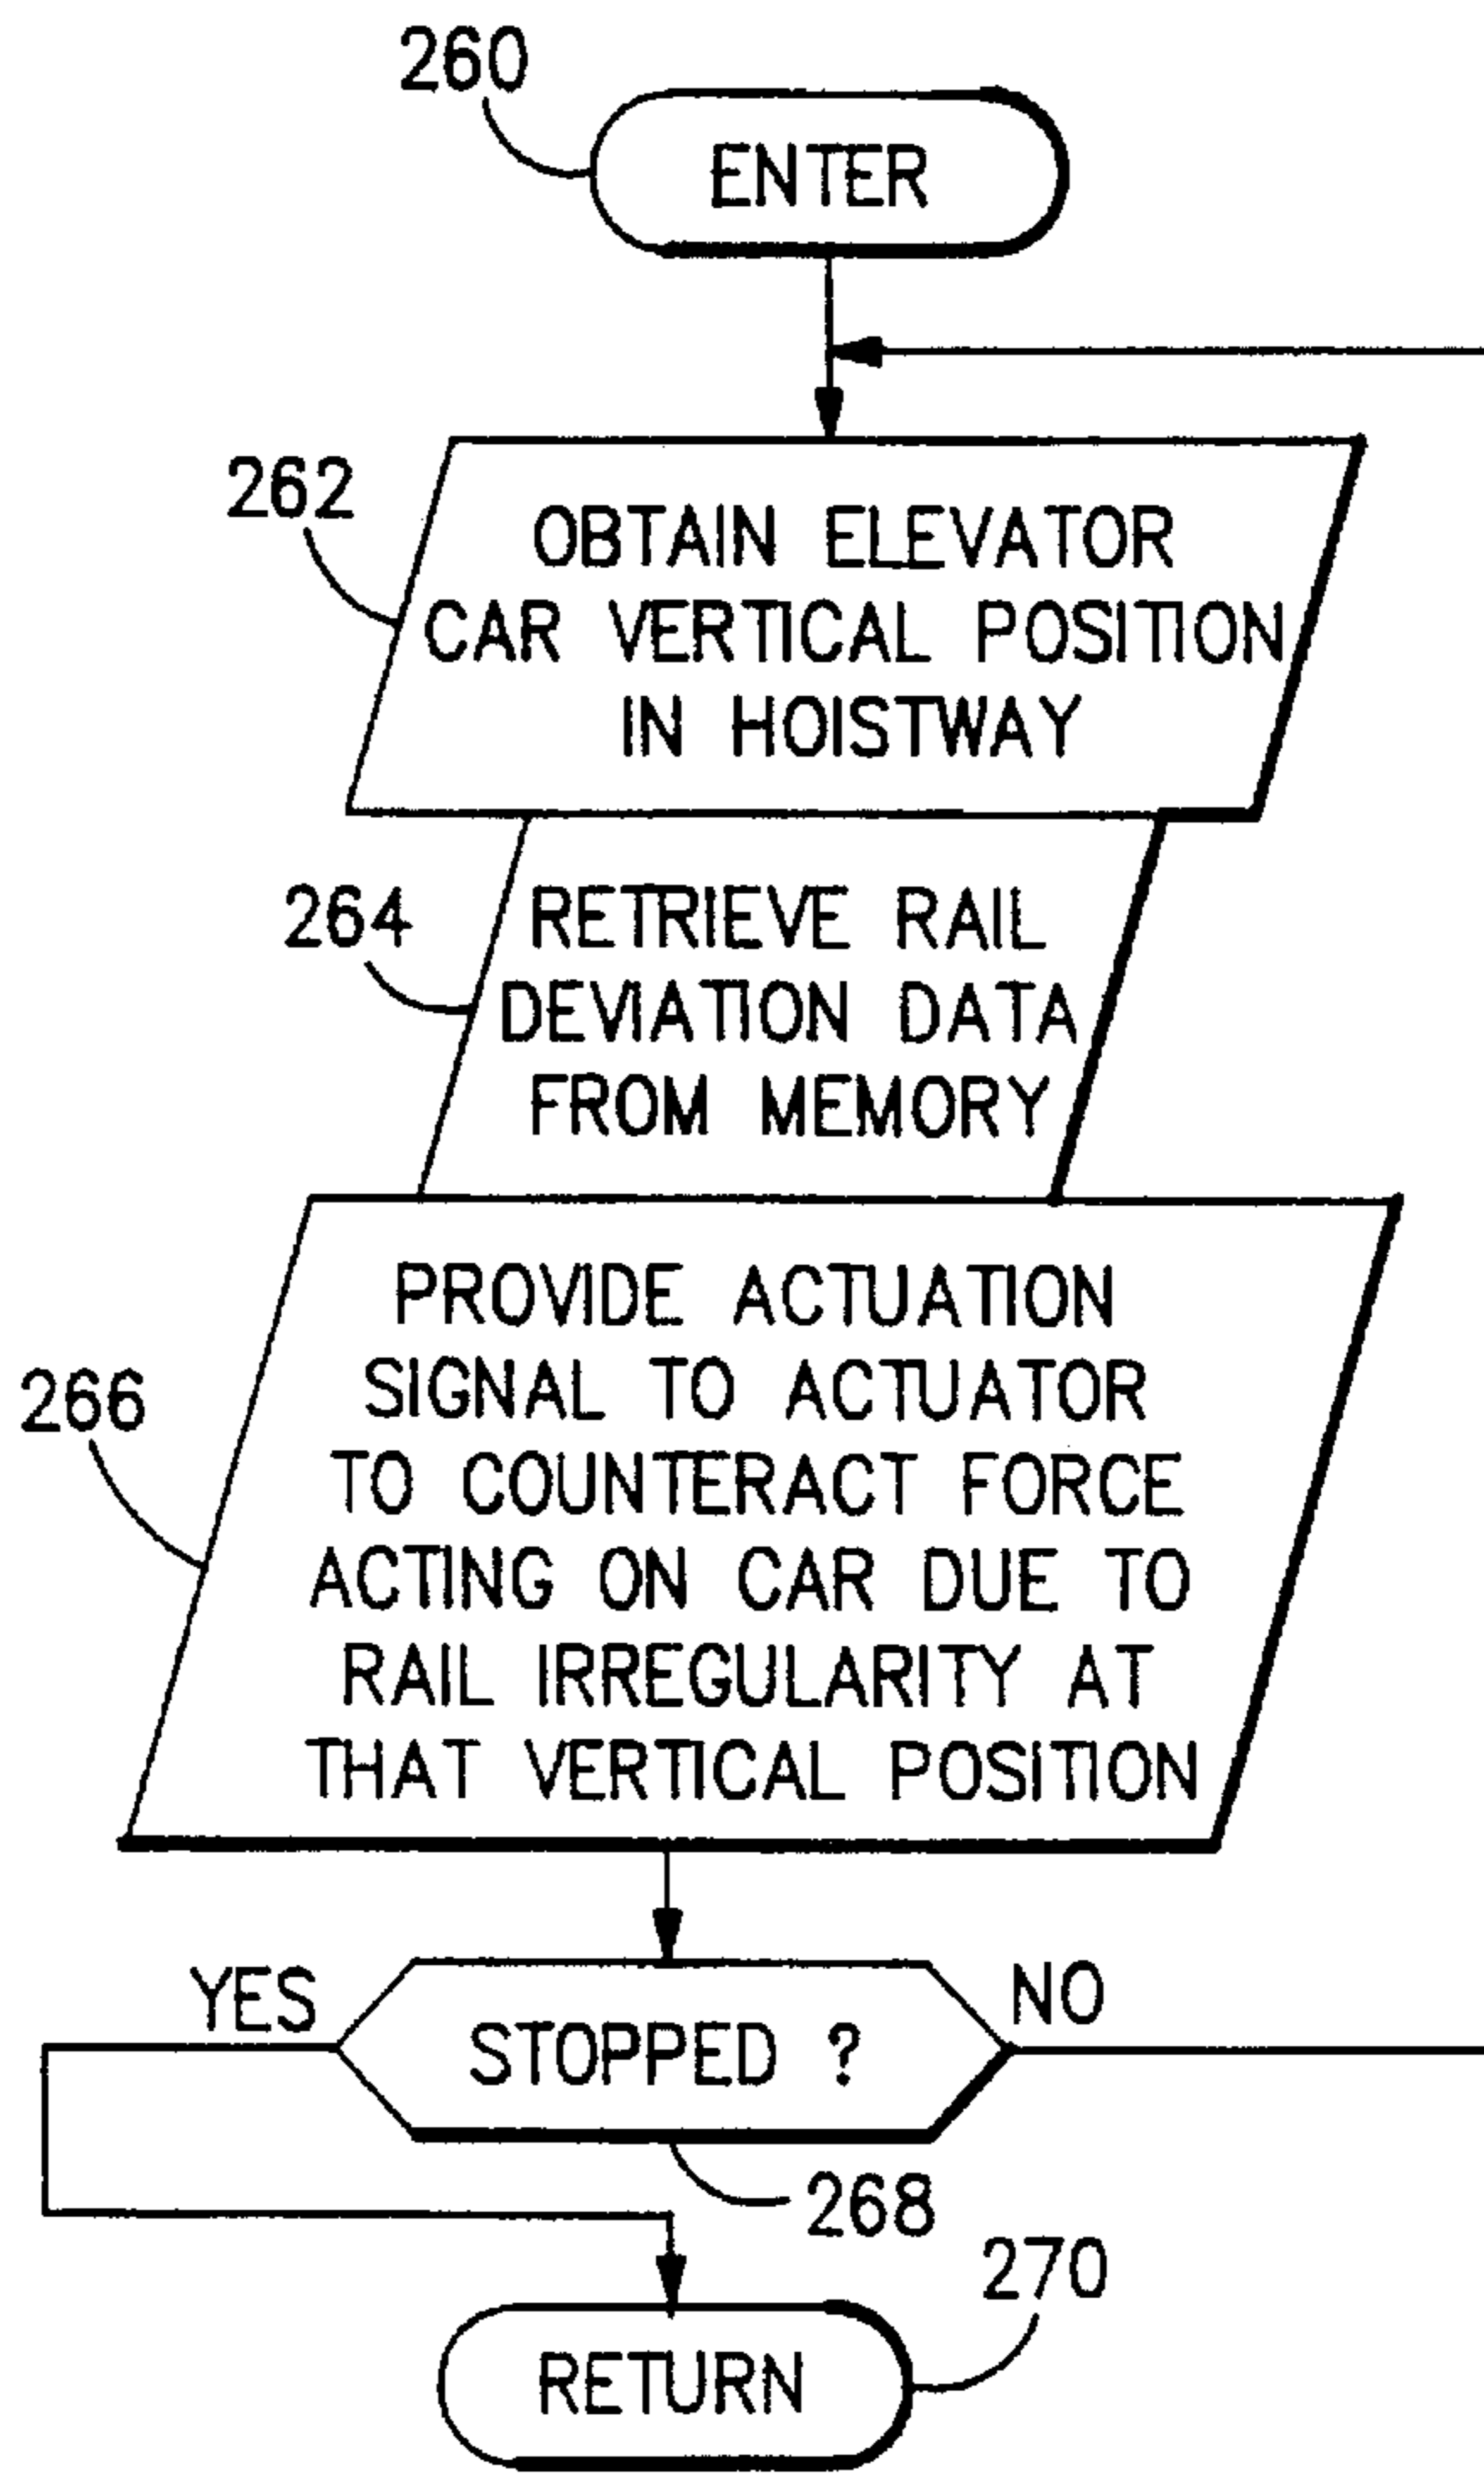 260
ENTER
262
OBTAIN ELEVATOR
CAR VERTICAL POSITION
IN HOISTWAY
264
RETRIEVE RAIL
DEVIATION DATA
FROM MEMORY
266
PROVIDE ACTUATION
SIGNAL TO ACTUATOR
TO COUNTERACT FORCE
ACTING ON CAR DUE TO
RAIL IRREGULARITY AT
THAT VERTICAL POSITION
YES
NO
STOPPED ?
268
270
RETURN